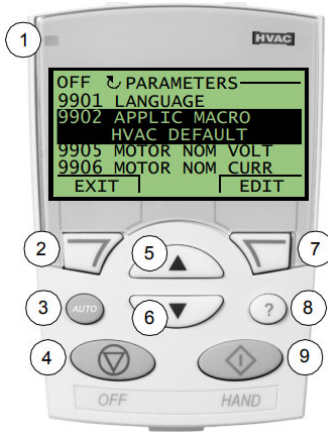 1
HVAC
OFF ↻ PARAMETERS
9901 LANGUAGE
9902 APPLIC MACRO
HVAC DEFAULT
9905 MOTOR NOM VOLT
9906 MOTOR NOM CURR
EXIT EDIT
2
5
7
3
AUTO
6
?
8
4
9
OFF HAND